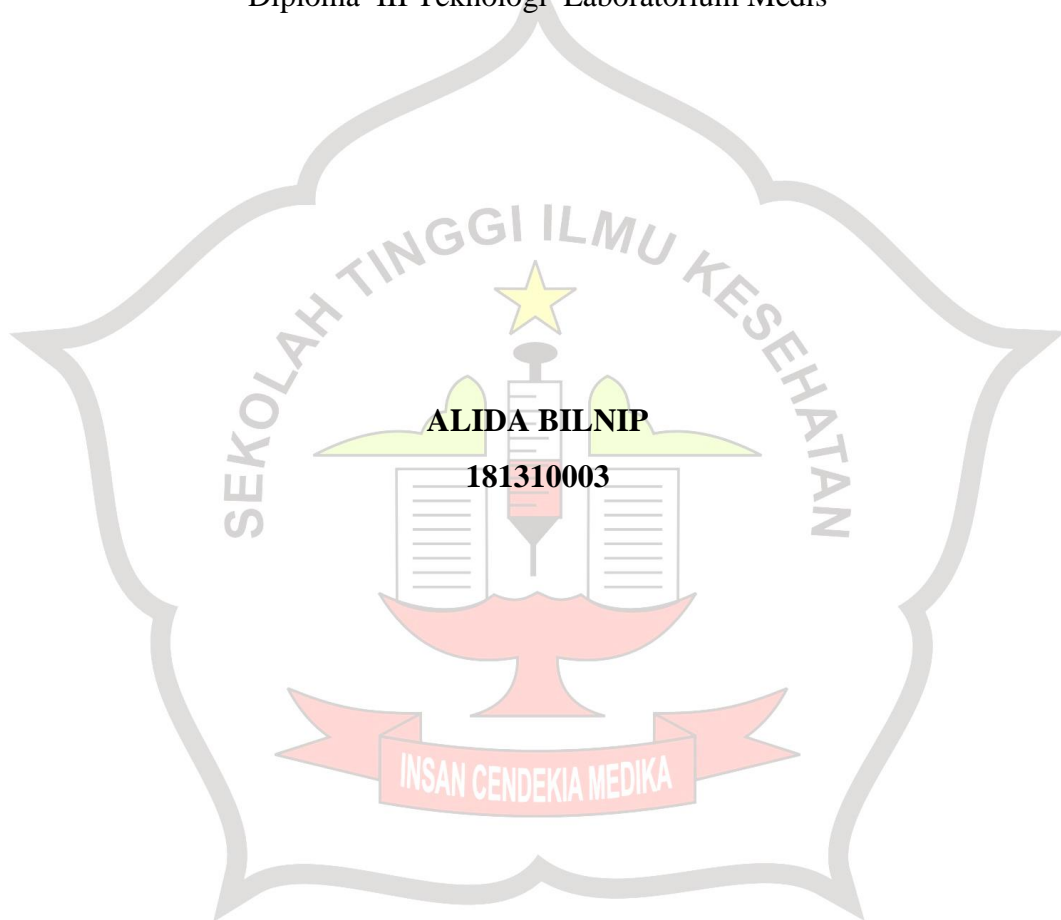 Diploma III Teknologi Laboratorium Medis
SEKOLAH TINGGI ILMU KESEHATAN
ALIDA BILNIP
181310003
INSAN CENDEKIA MEDIKA